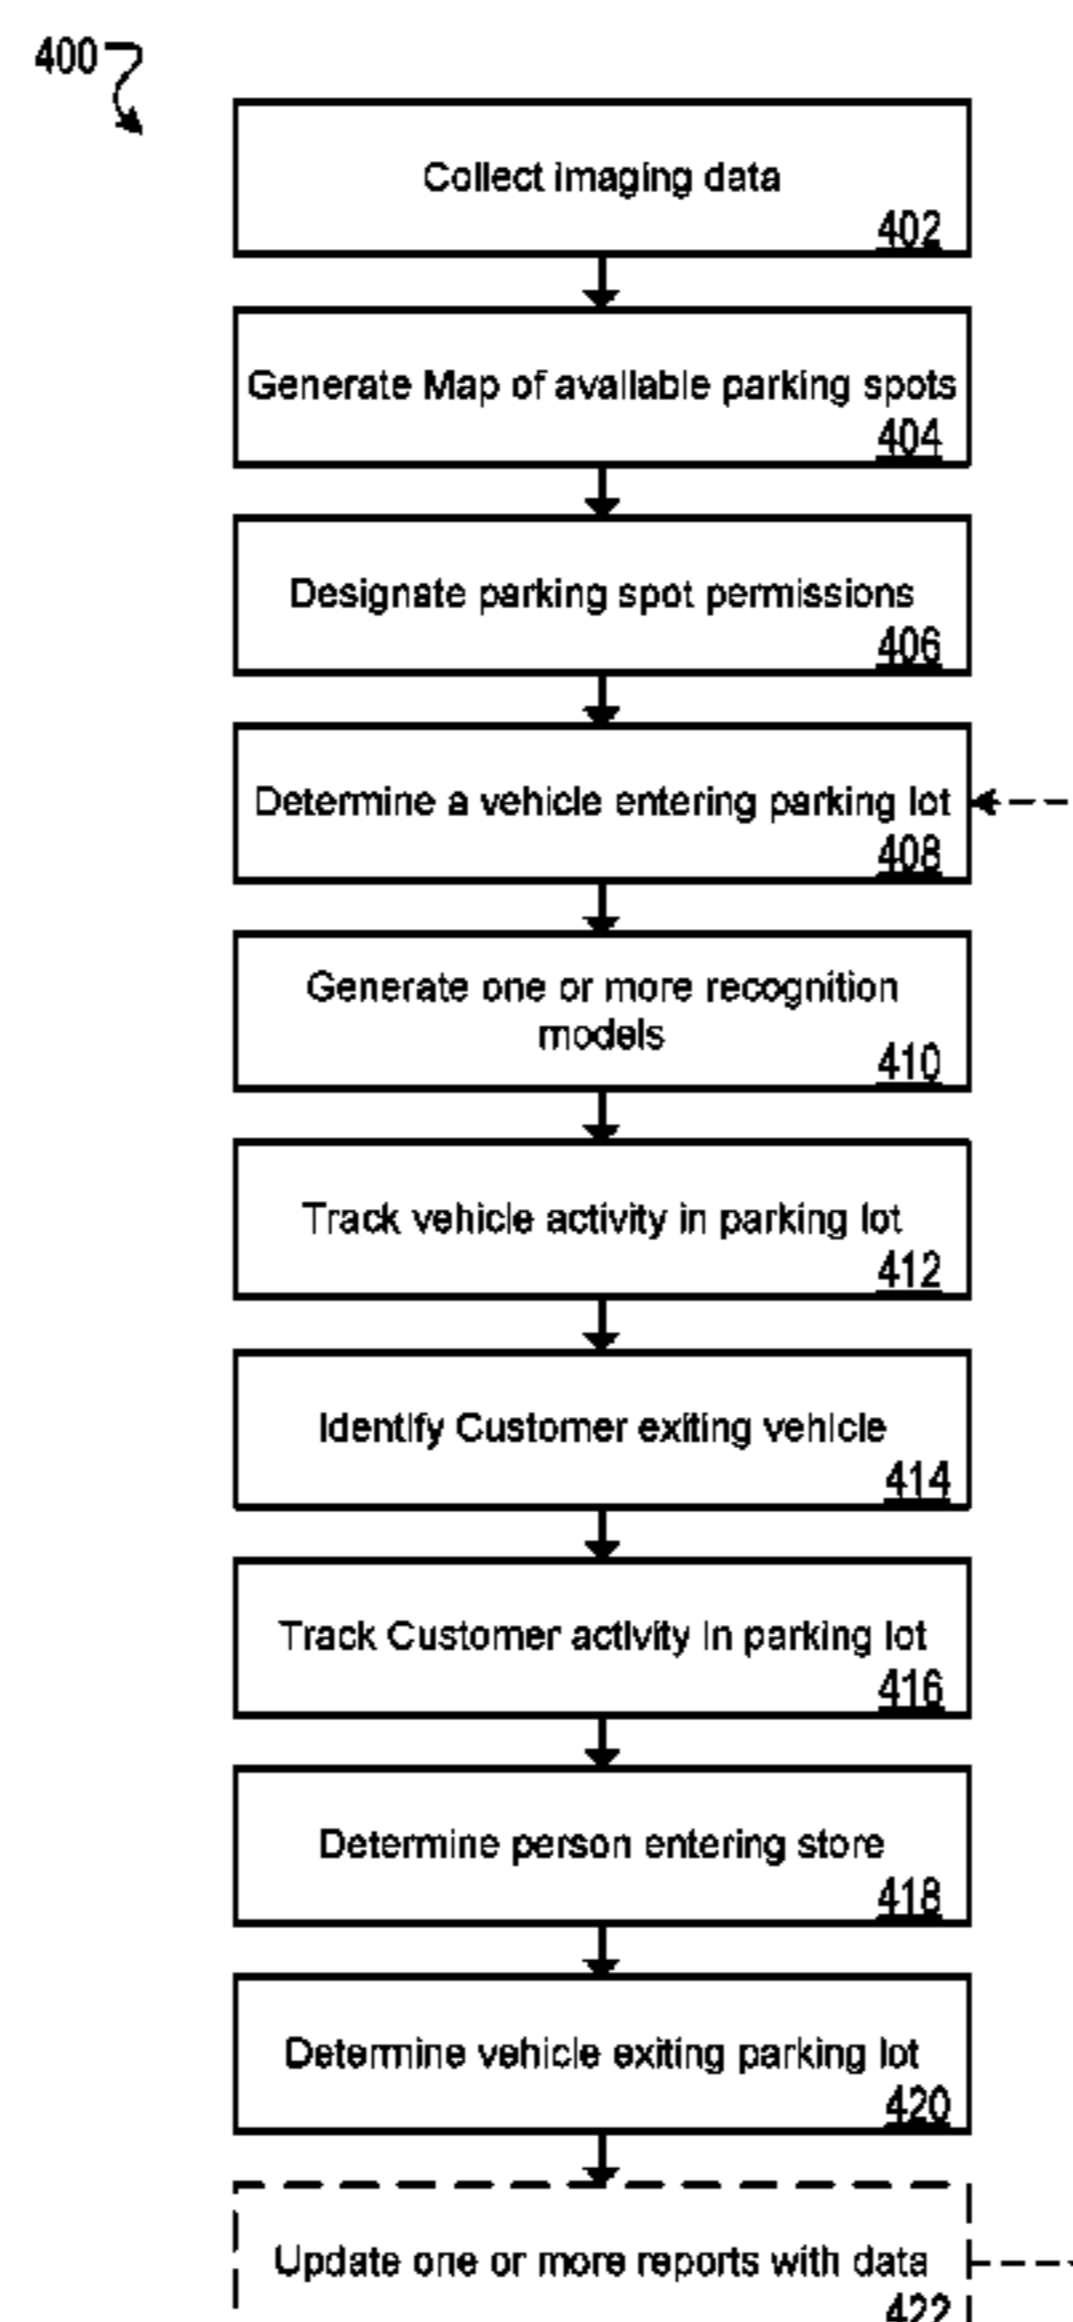 400
Collect imaging data
402
Generate Map of available parking spots
404
Designate parking spot permissions
406
Determine a vehicle entering parking lot
408
Generate one or more recognition
models
410
Track vehicle activity in parking lot
412
Identify Customer exiting vehicle
414
Track Customer activity in parking lot
416
Determine person entering store
418
Determine vehicle exiting parking lot
420
Update one or more reports with data
422